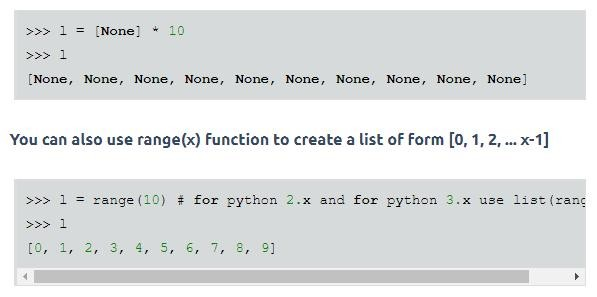 >>> l = [None] * 10
>>> l
[None, None, None, None, None, None, None, None, None, None]
You can also use range(x) function to create a list of form [0, 1, 2, ... x-1]
>>> l = range(10) # for python 2.x and for python 3.x use list(rang
>>> l
[0, 1, 2, 3, 4, 5, 6, 7, 8, 9]